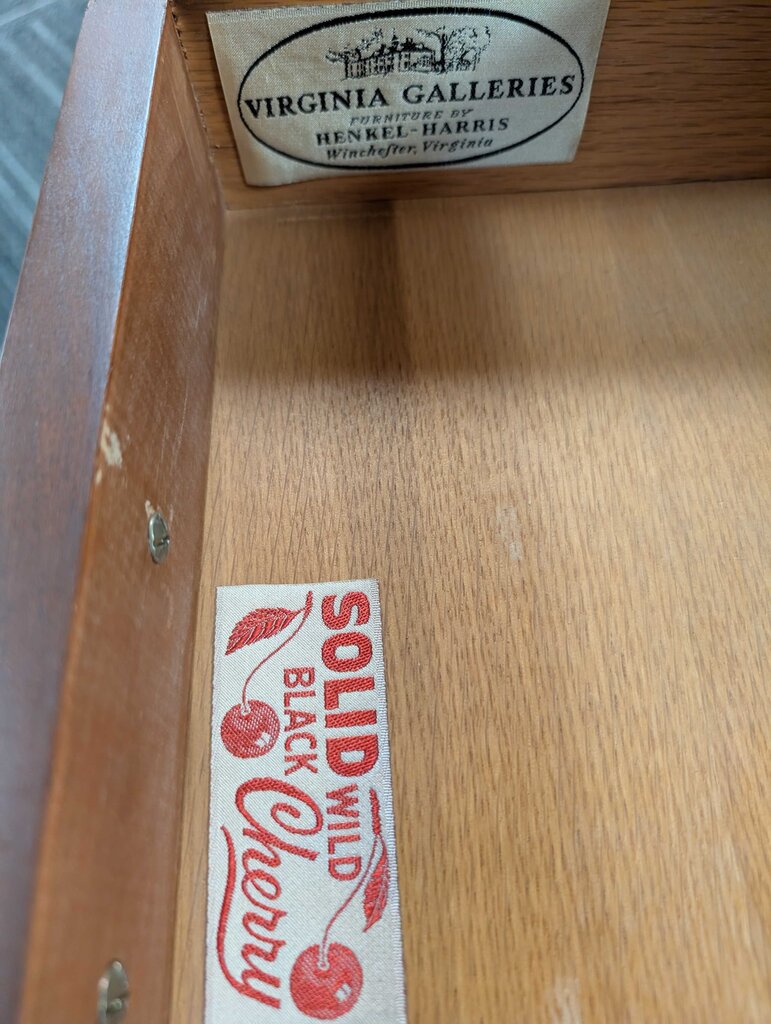 VIRGINIA GALLERIES
FURNITURE BY
HENKEL-HARRIS
Winchester, Virginia
SOLID WILD
BLACK Cherry